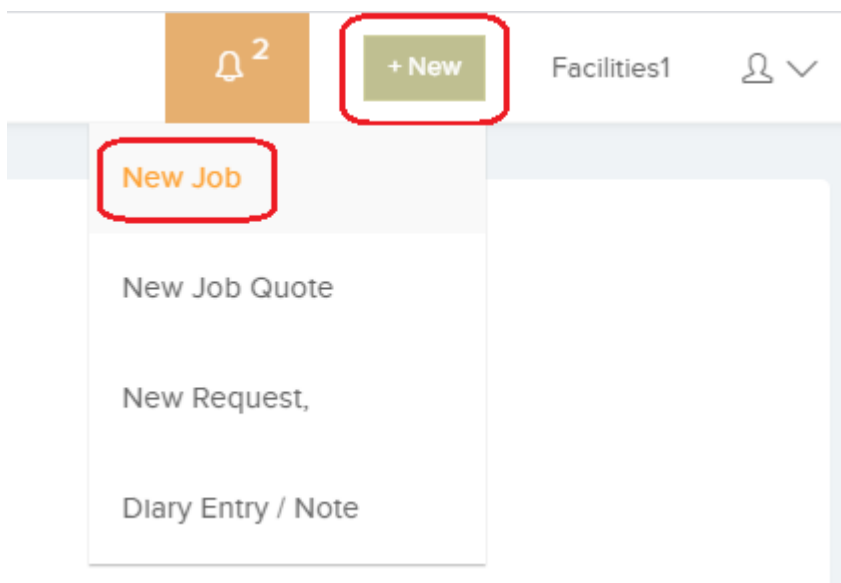 2
+ New
Facilities1
New Job
New Job Quote
New Request,
Diary Entry / Note